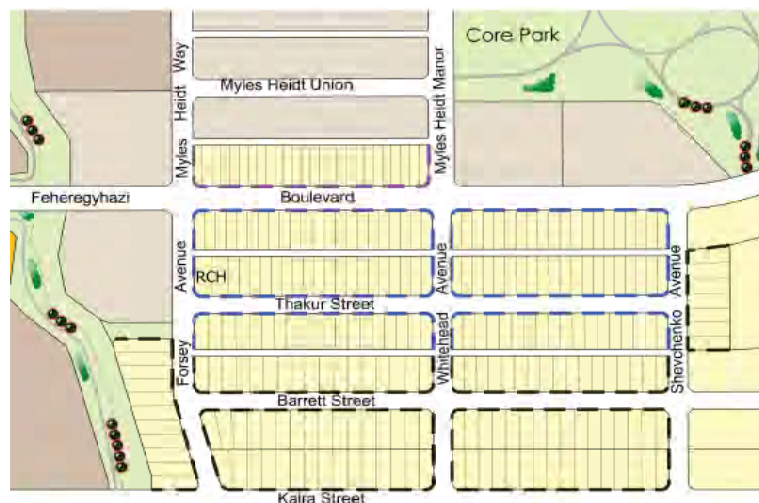 Core Park
Myles Heidt Way
Myles Heidt Union
Myles Heidt Manor
Feheregyhazi Boulevard
RCH
Forsey Avenue
Thakur Street
Whitehead Avenue
Shevchenko Avenue
Barrett Street
Kalra Street